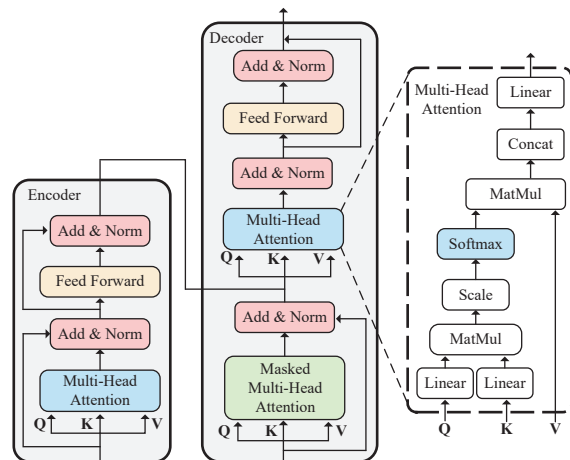 Encoder
Add & Norm
Feed Forward
Add & Norm
Multi-Head
Attention
Q K V
Decoder
Add & Norm
Feed Forward
Add & Norm
Multi-Head
Attention
Q K V
Add & Norm
Masked
Multi-Head
Attention
Q K V
Multi-Head
Attention
Linear
Concat
MatMul
Softmax
Scale
MatMul
Linear Linear
Q K V